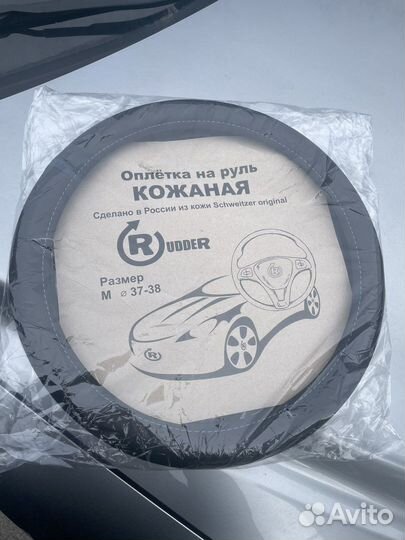 Оплётка на руль
КОЖАНАЯ
Сделано в России из кожи Schweitzer original
RUDDER
Размер
М ⌀ 37-38
R
Avito